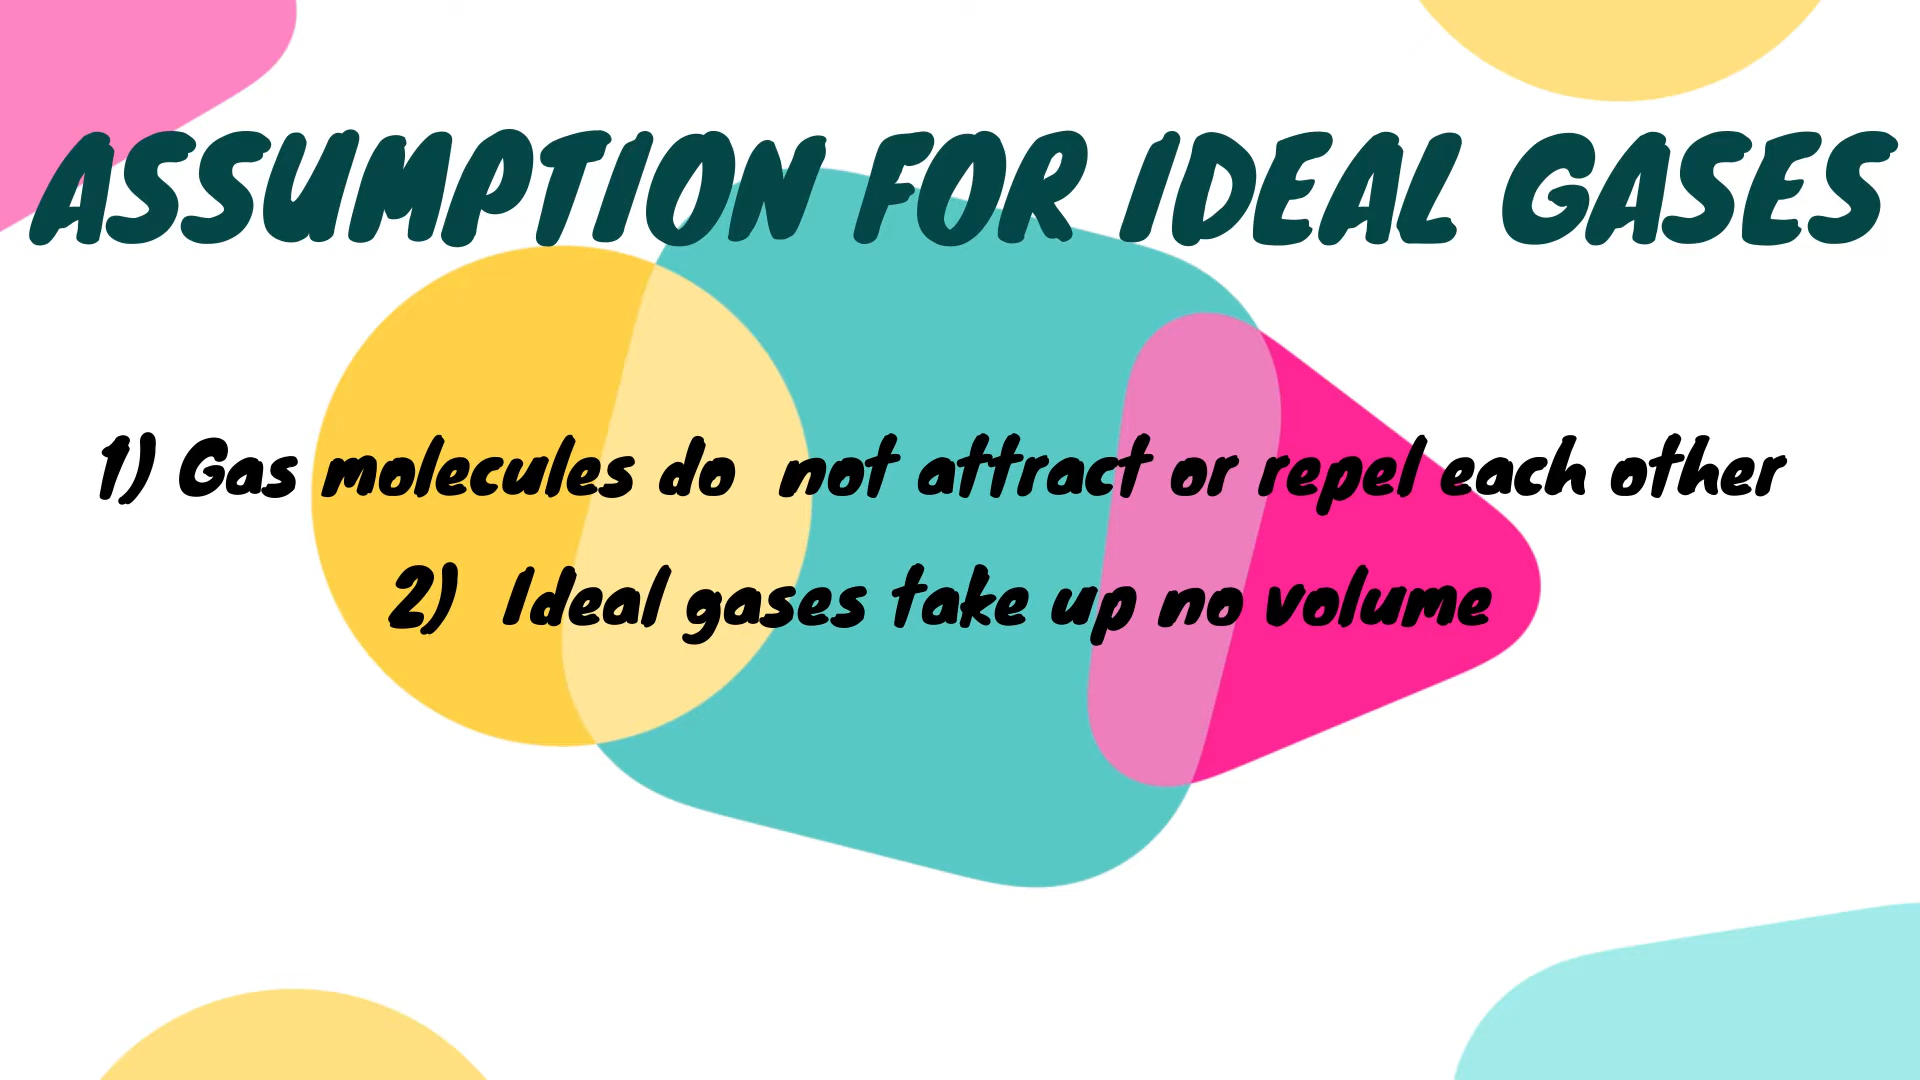 ASSUMPTION FOR IDEAL GASES
1) Gas molecules do not attract or repel each other
2) Ideal gases take up no volume